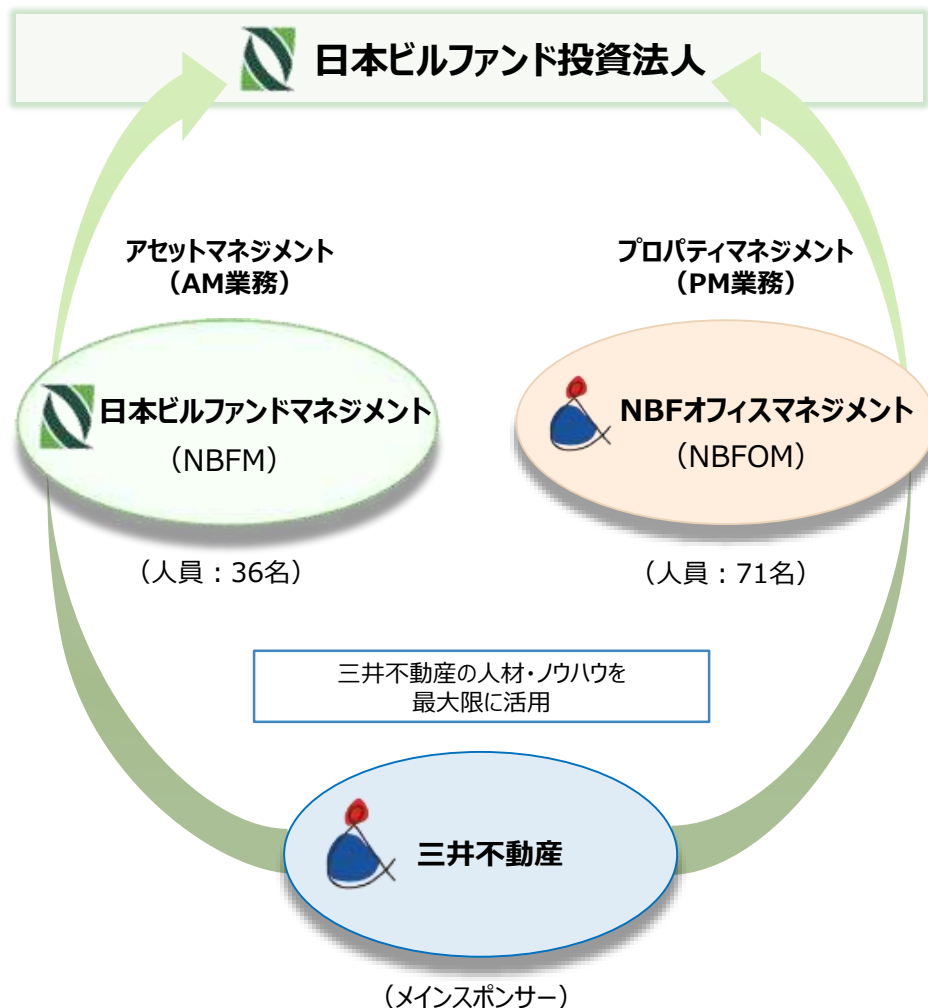 日本ビルファンド投資法人
アセットマネジメント
（AM業務）
プロパティマネジメント
（PM業務）
日本ビルファンドマネジメント
（NBFM）
NBFオフィスマネジメント
（NBFOM）
（人員：36名）
（人員：71名）
三井不動産の人材・ノウハウを
最大限に活用
三井不動産
（メインスポンサー）